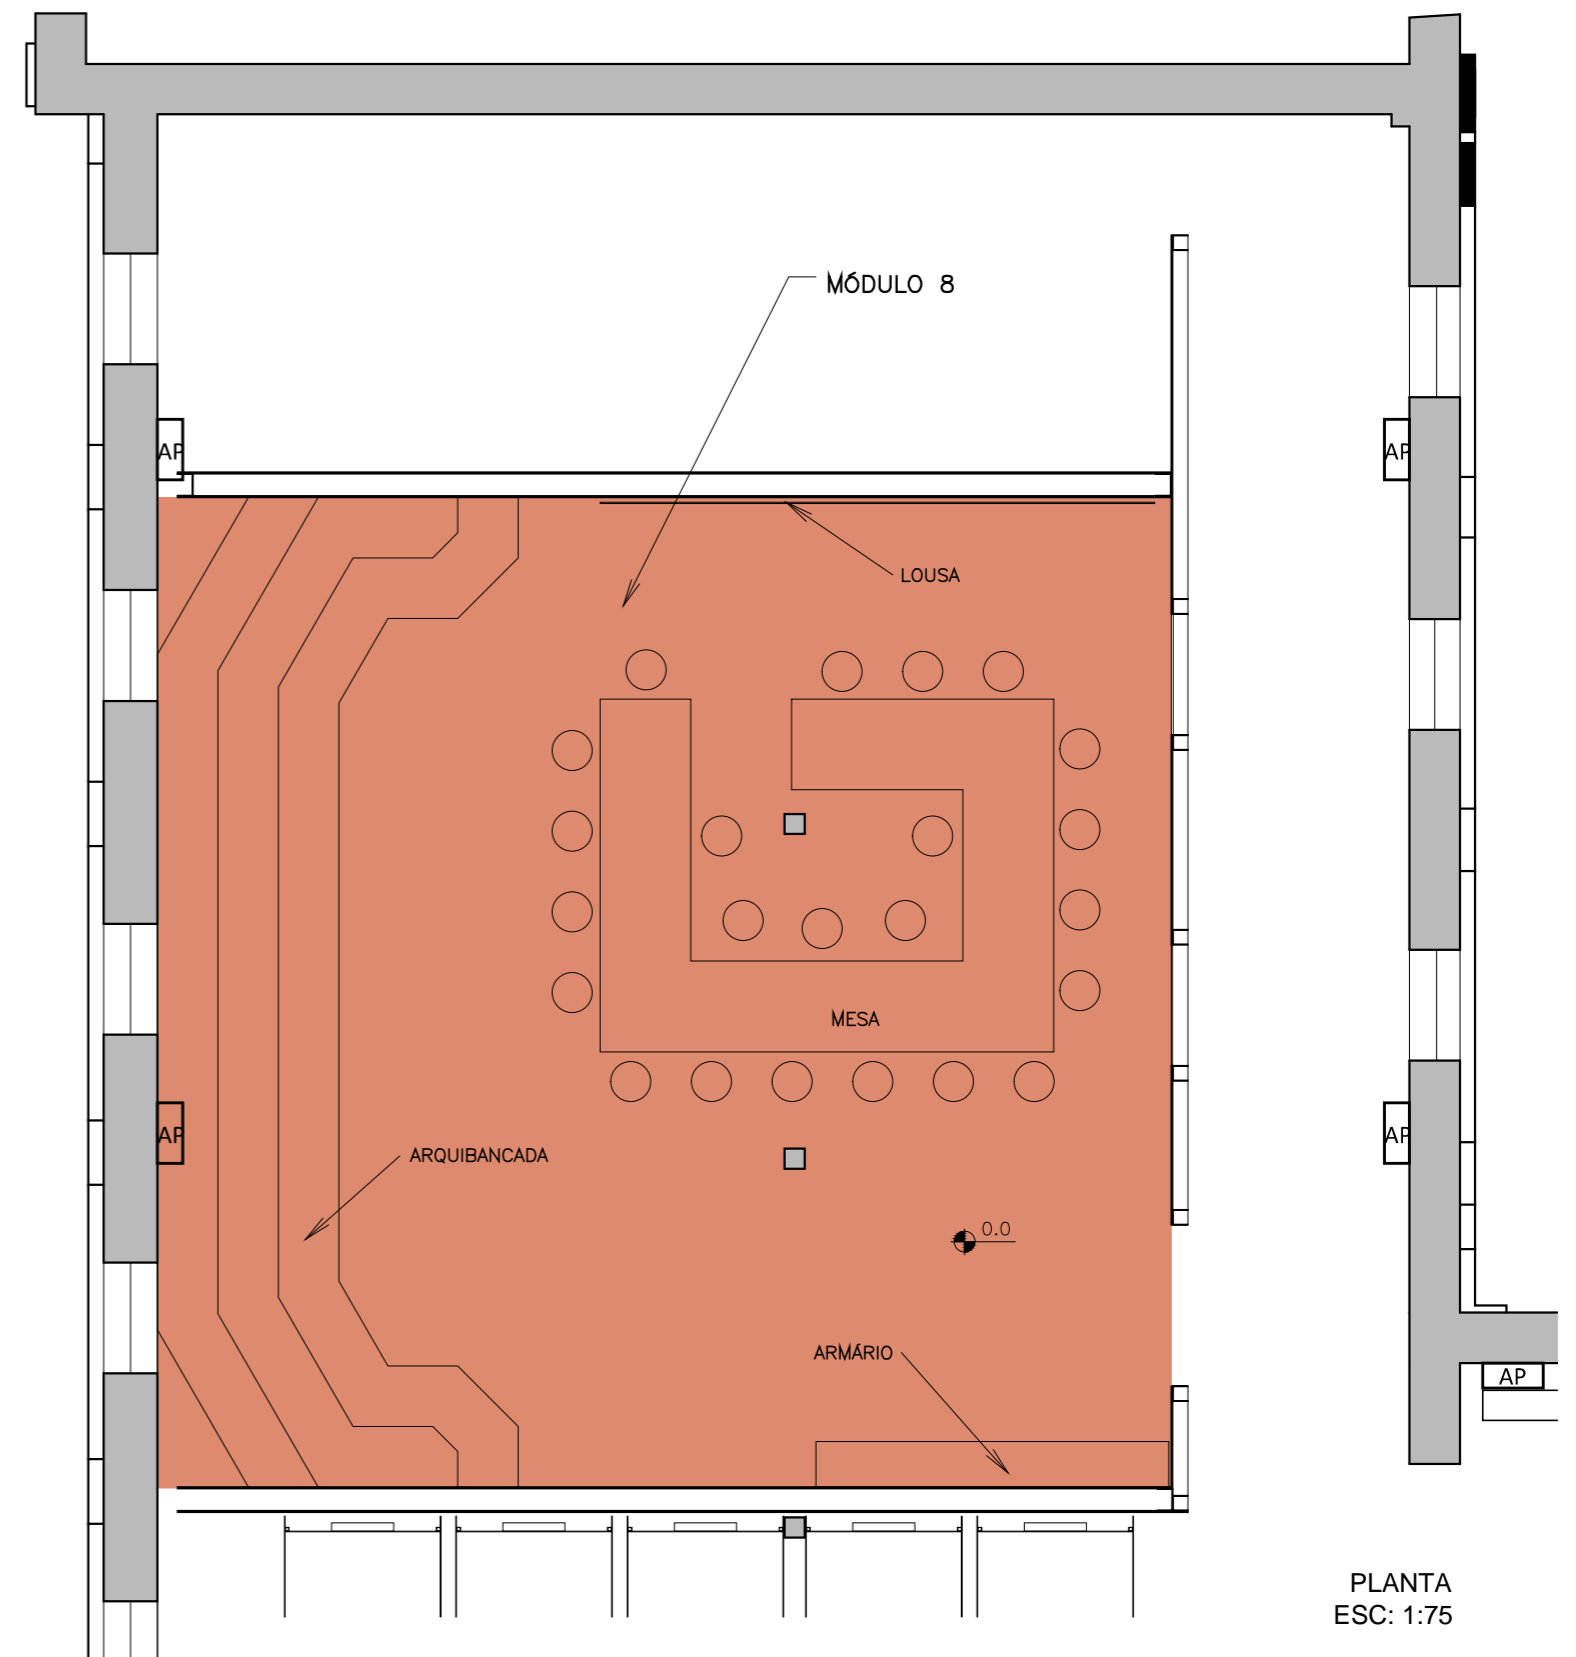 MÓDULO 8
AP
AP
LOUSA
MESA
AP
AP
ARQUIBANCADA
0.0
ARMÁRIO
AP
PLANTA
ESC: 1:75